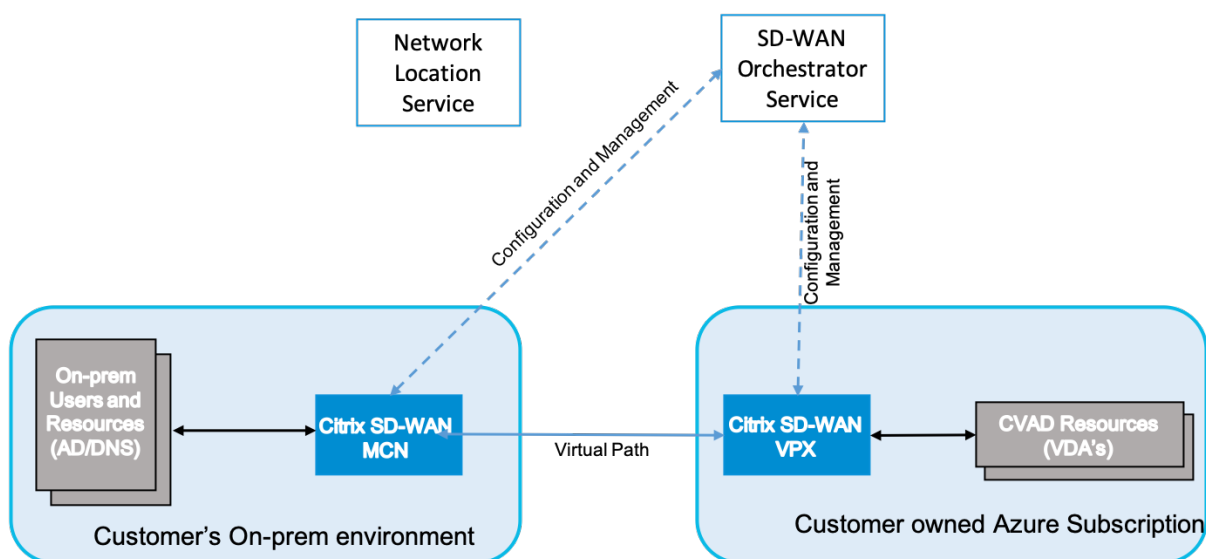 Network
Location
Service
SD-WAN
Orchestrator
Service
Configuration and Management
Configuration and
Management
On-prem
Users and
Resources
(AD/DNS)
Citrix SD-WAN
MCN
Virtual Path
Citrix SD-WAN
VPX
CVAD Resources
(VDA's)
Customer's On-prem environment
Customer owned Azure Subscription